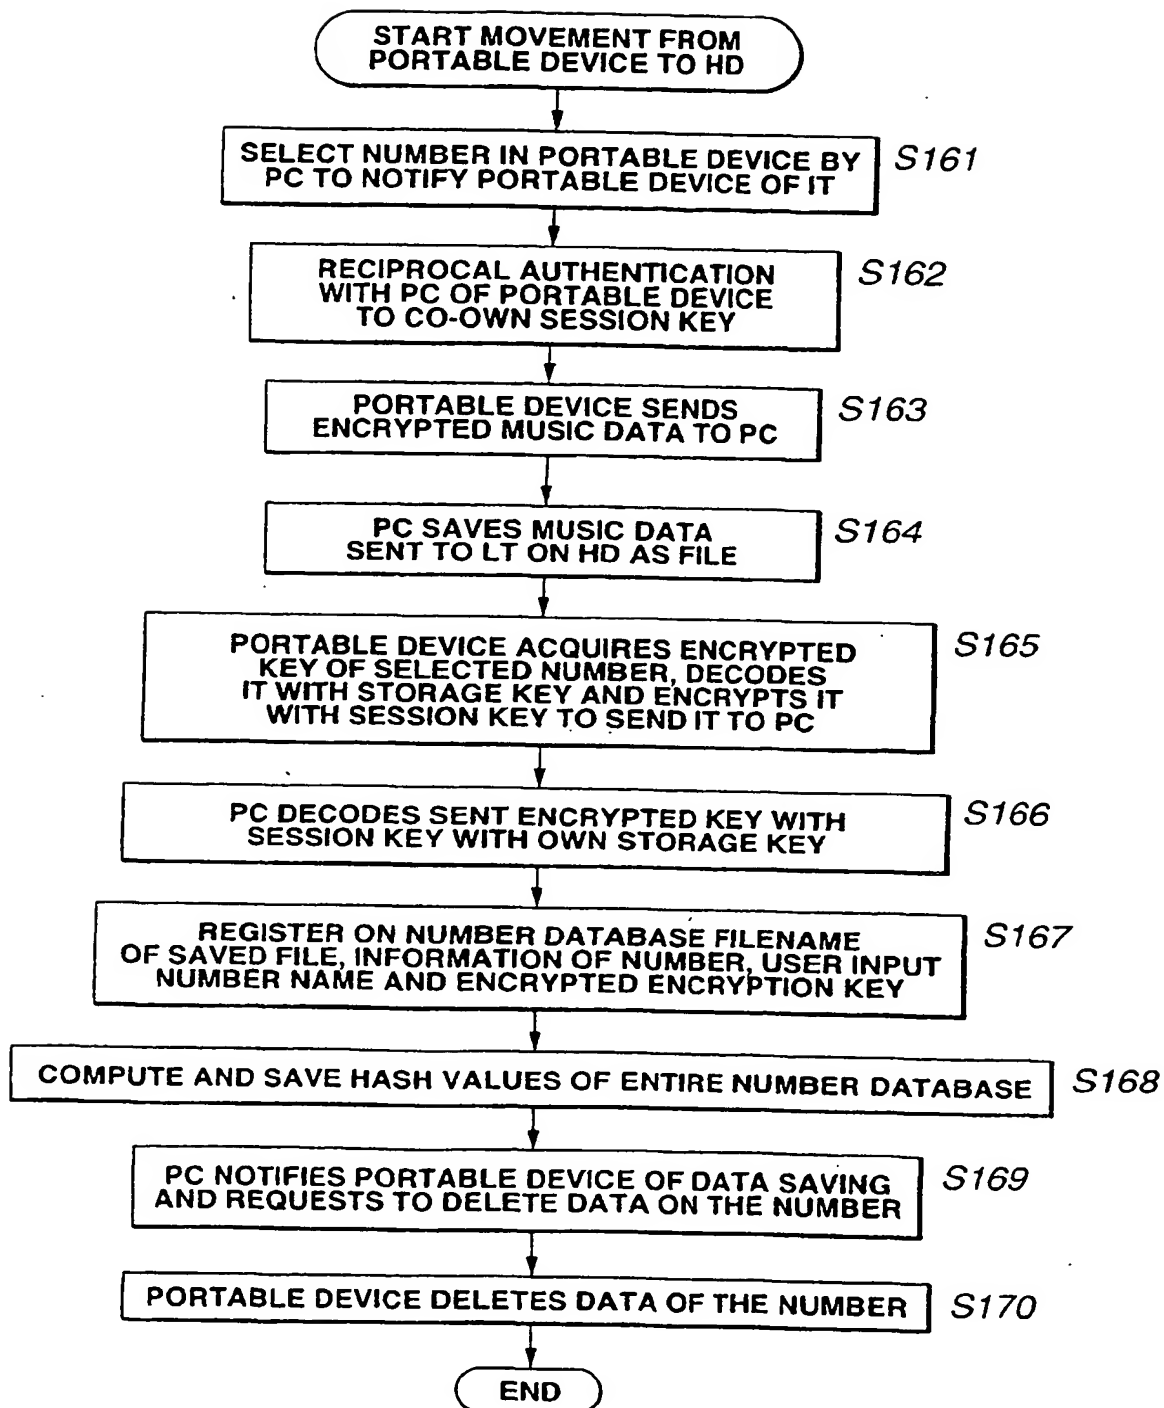 START MOVEMENT FROM
PORTABLE DEVICE TO HD
SELECT NUMBER IN PORTABLE DEVICE BY
PC TO NOTIFY PORTABLE DEVICE OF IT
S161
RECIPROCAL AUTHENTICATION
WITH PC OF PORTABLE DEVICE
TO CO-OWN SESSION KEY
S162
PORTABLE DEVICE SENDS
ENCRYPTED MUSIC DATA TO PC
S163
PC SAVES MUSIC DATA
SENT TO LT ON HD AS FILE
S164
PORTABLE DEVICE ACQUIRES ENCRYPTED
KEY OF SELECTED NUMBER, DECODES
IT WITH STORAGE KEY AND ENCRYPTS IT
WITH SESSION KEY TO SEND IT TO PC
S165
PC DECODES SENT ENCRYPTED KEY WITH
SESSION KEY WITH OWN STORAGE KEY
S166
REGISTER ON NUMBER DATABASE FILENAME
OF SAVED FILE, INFORMATION OF NUMBER, USER INPUT
NUMBER NAME AND ENCRYPTED ENCRYPTION KEY
S167
COMPUTE AND SAVE HASH VALUES OF ENTIRE NUMBER DATABASE
S168
PC NOTIFIES PORTABLE DEVICE OF DATA SAVING
AND REQUESTS TO DELETE DATA ON THE NUMBER
S169
PORTABLE DEVICE DELETES DATA OF THE NUMBER
S170
END